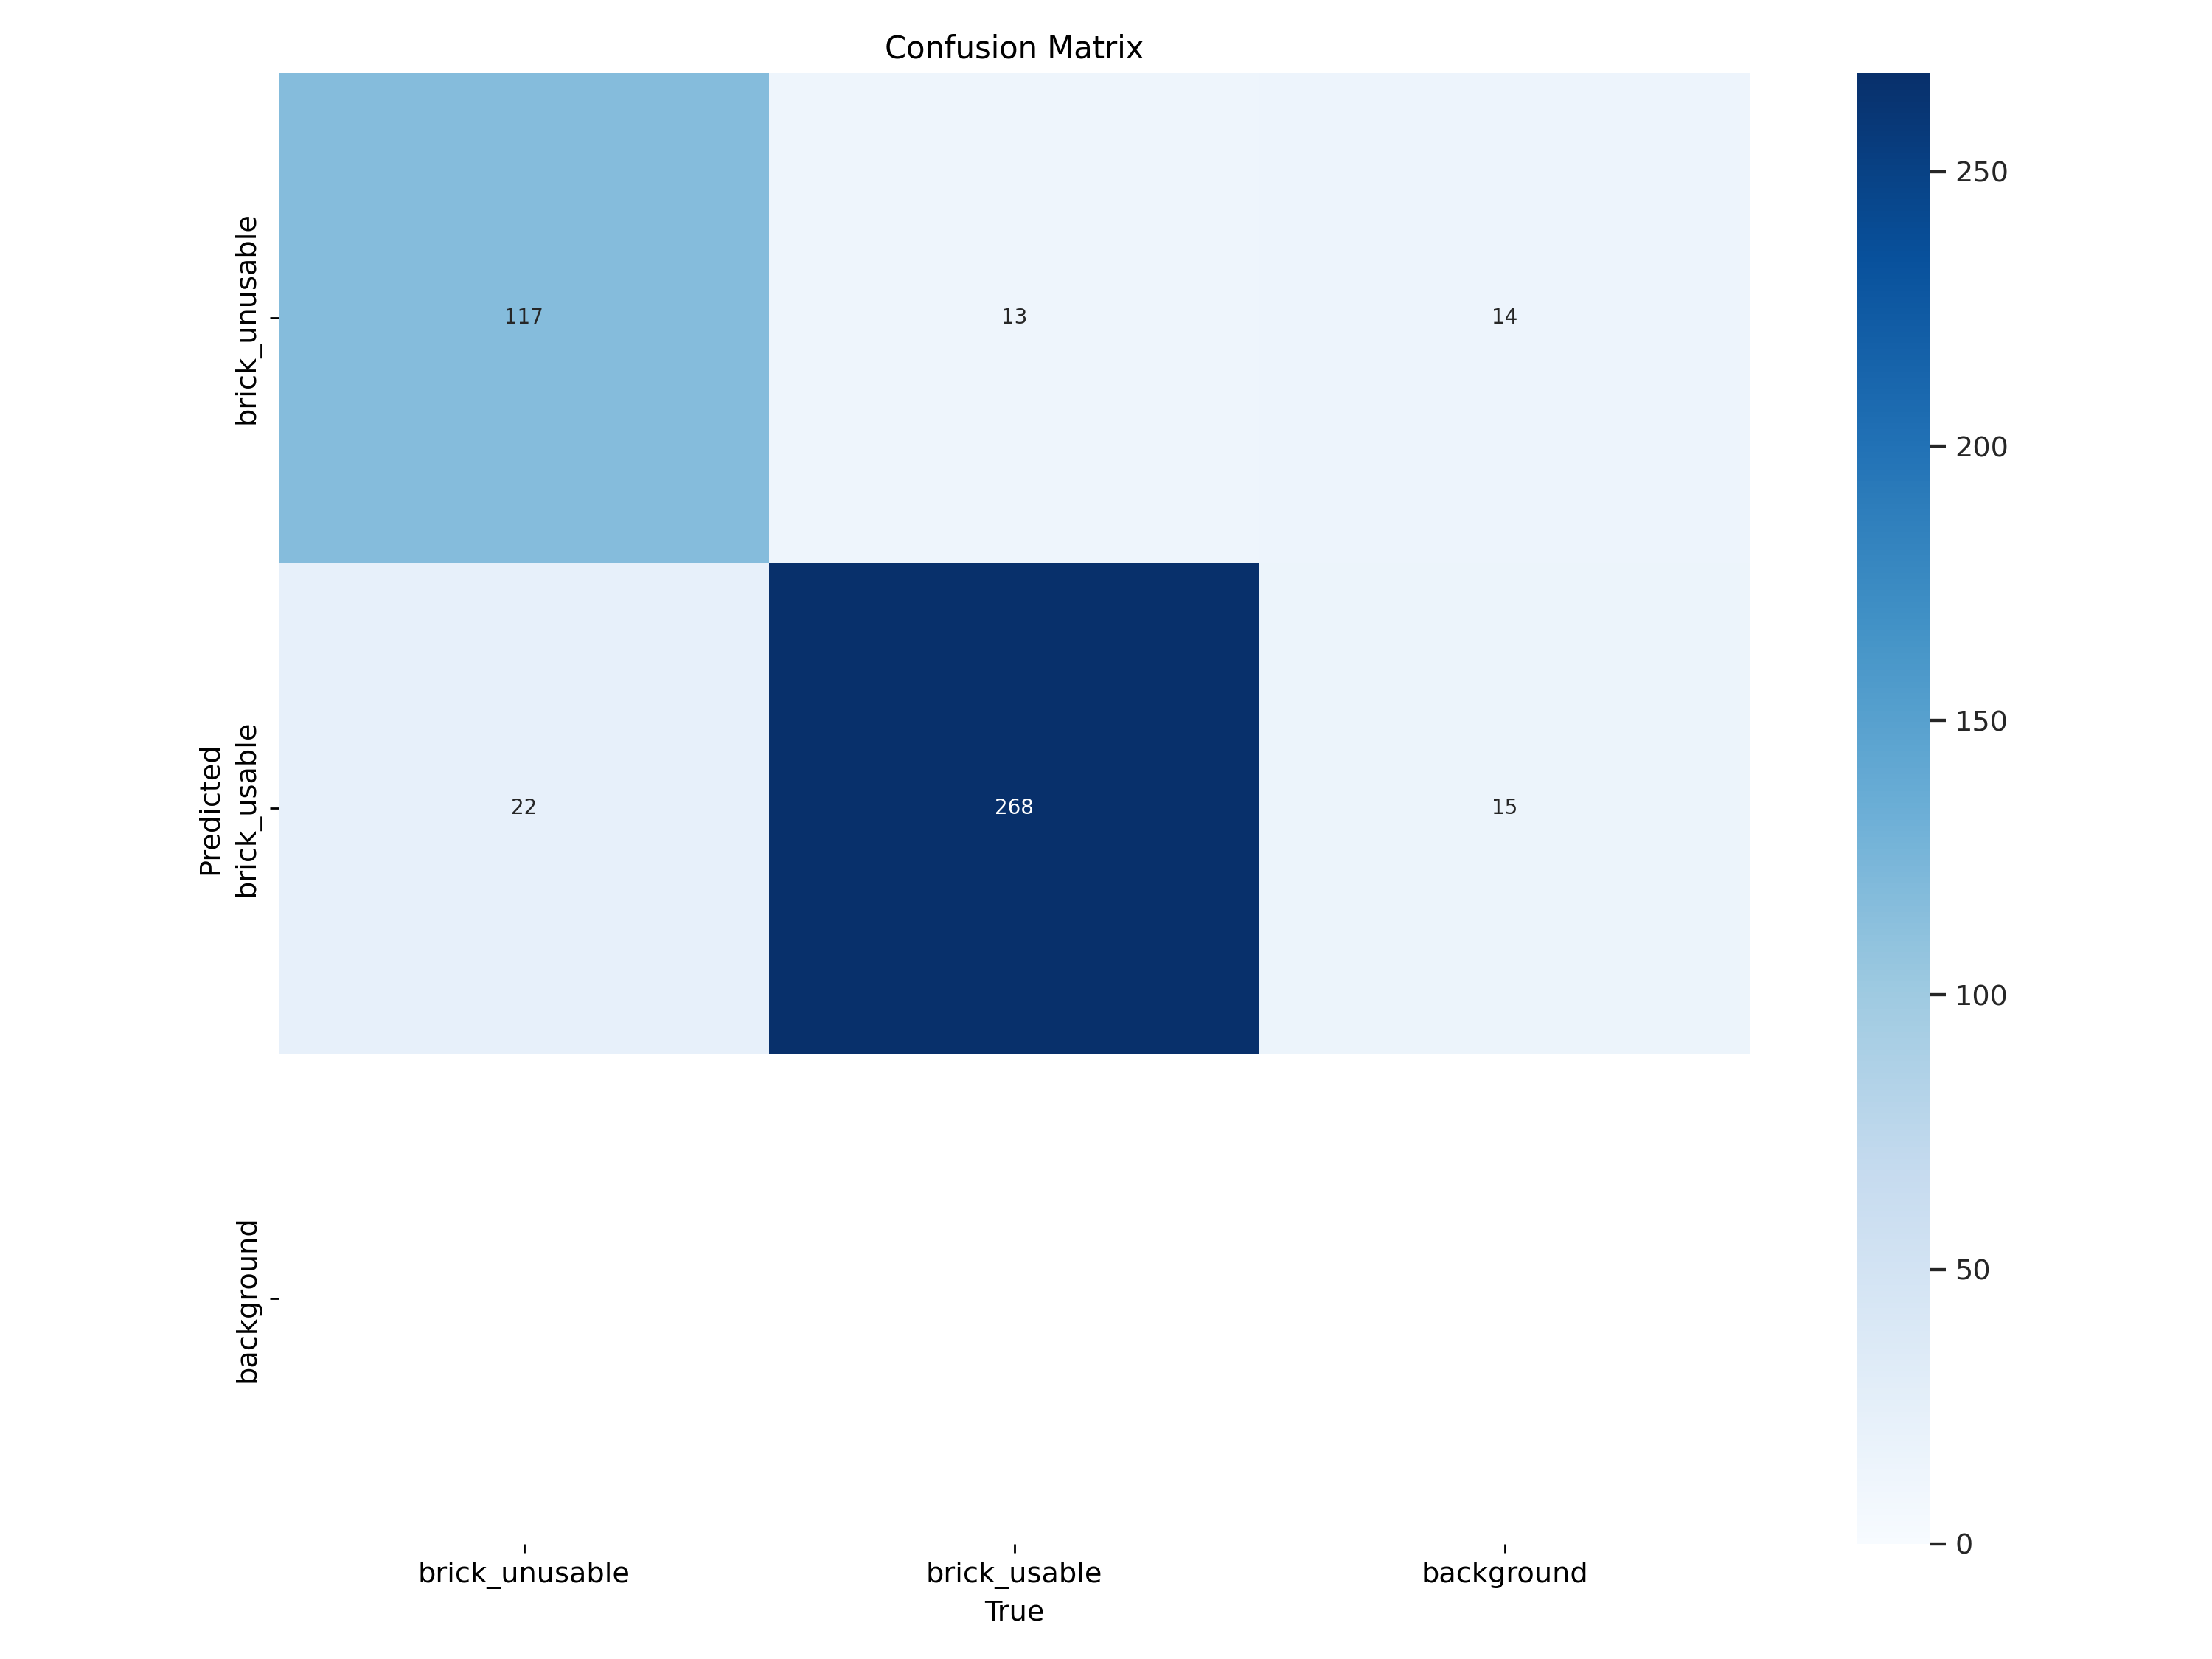 Confusion Matrix
brick_unusable
117
13
14
Predicted
brick_usable
22
268
15
background
brick_unusable
brick_usable
background
True
250
200
150
100
50
0